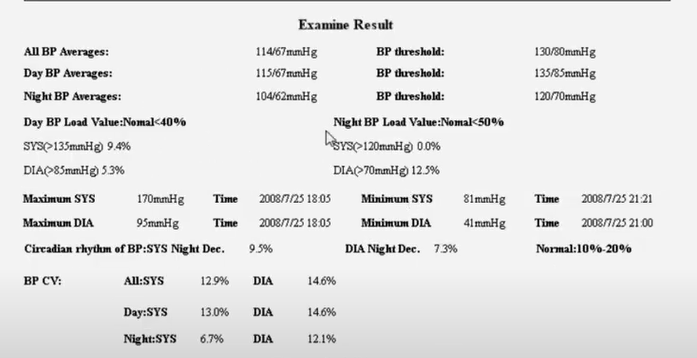 Examine Result
All BP Averages: 114/67mmHg BP threshold: 130/80mmHg
Day BP Averages: 115/67mmHg BP threshold: 135/85mmHg
Night BP Averages: 104/62mmHg BP threshold: 120/70mmHg
Day BP Load Value:Nomal<40% Night BP Load Value:Nomal<50%
SYS(>135mmHg) 9.4% SYS(>120mmHg) 0.0%
DIA(>85mmHg) 5.3% DIA(>70mmHg) 12.5%
Maximum SYS 170mmHg Time 2008/7/25 18:05 Minimum SYS 81mmHg Time 2008/7/25 21:21
Maximum DIA 95mmHg Time 2008/7/25 18:05 Minimum DIA 41mmHg Time 2008/7/25 21:00
Circadian rhythm of BP:SYS Night Dec. 9.5% DIA Night Dec. 7.3% Normal:10%-20%
BP CV: All:SYS 12.9% DIA 14.6%
Day:SYS 13.0% DIA 14.6%
Night:SYS 6.7% DIA 12.1%